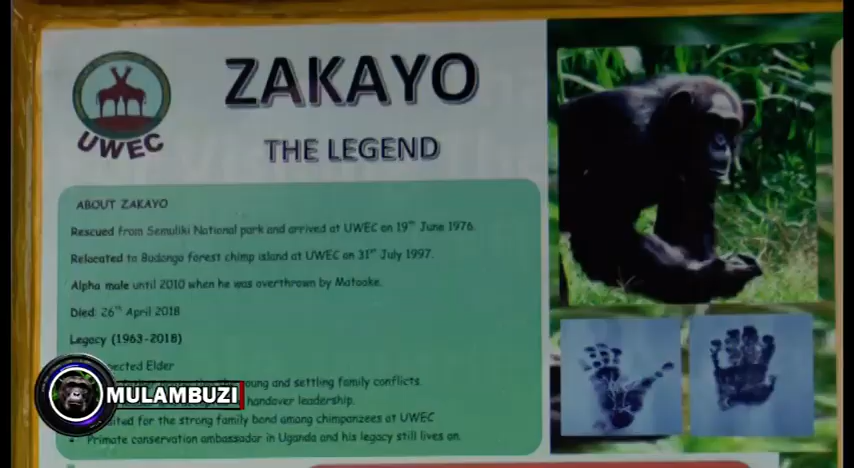 UWEC
ZAKAYO
THE LEGEND
ABOUT ZAKAYO
Rescued from Semuliki National park and arrived at UWEC on 19th June 1976.
Relocated to Budongo forest chimp island at UWEC on 31st July 1997.
Alpha male until 2010 when he was overthrown by Matooke.
Died: 26th April 2018
Legacy (1963-2018)
Elder
young and settling family conflicts.
handover leadership.
for the strong family bond among chimpanzees at UWEC
• Primate conservation ambassador in Uganda and his legacy still lives on.
MULAMBUZI